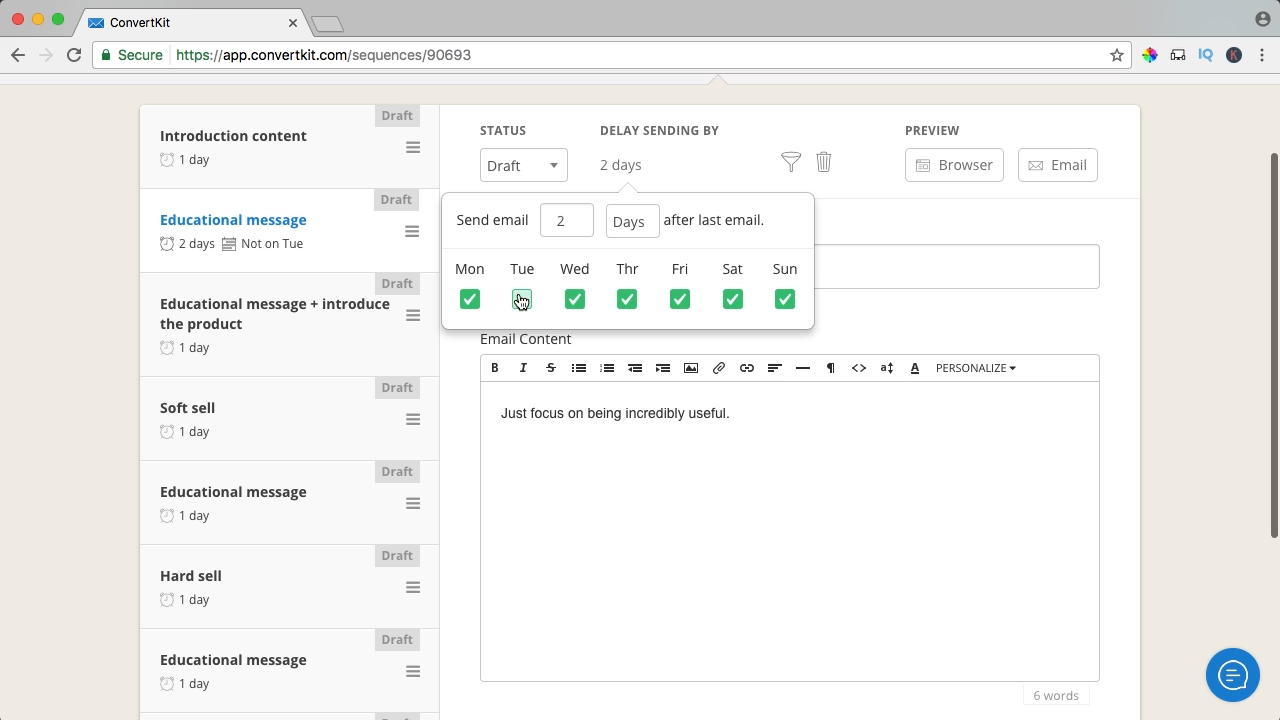 ConvertKit
Secure https://app.convertkit.com/sequences/90693
Draft
Introduction content
1 day
Draft
Educational message
2 days Not on Tue
Draft
Educational message + introduce
the product
1 day
Draft
Soft sell
1 day
Draft
Educational message
1 day
Draft
Hard sell
1 day
Draft
Educational message
1 day
STATUS DELAY SENDING BY PREVIEW
Draft 2 days Browser Email
Send email 2 Days after last email.
Mon Tue Wed Thr Fri Sat Sun
Email Content
B I S <> a PERSONALIZE
Just focus on being incredibly useful.
6 words